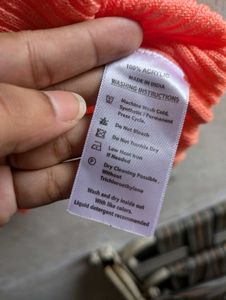 100% ACRYLIC
MADE IN INDIA
WASHING INSTRUCTIONS
Machine Wash Cold.
Synthetic / Permanent
Press Cycle.
Do Not Bleach
Do Not Tumble Dry
Low Heat Iron
If Needed
Dry Cleaning Possible,
Without
Trichloroethylene
Wash and dry inside out
With like colors.
Liquid detergent recommended